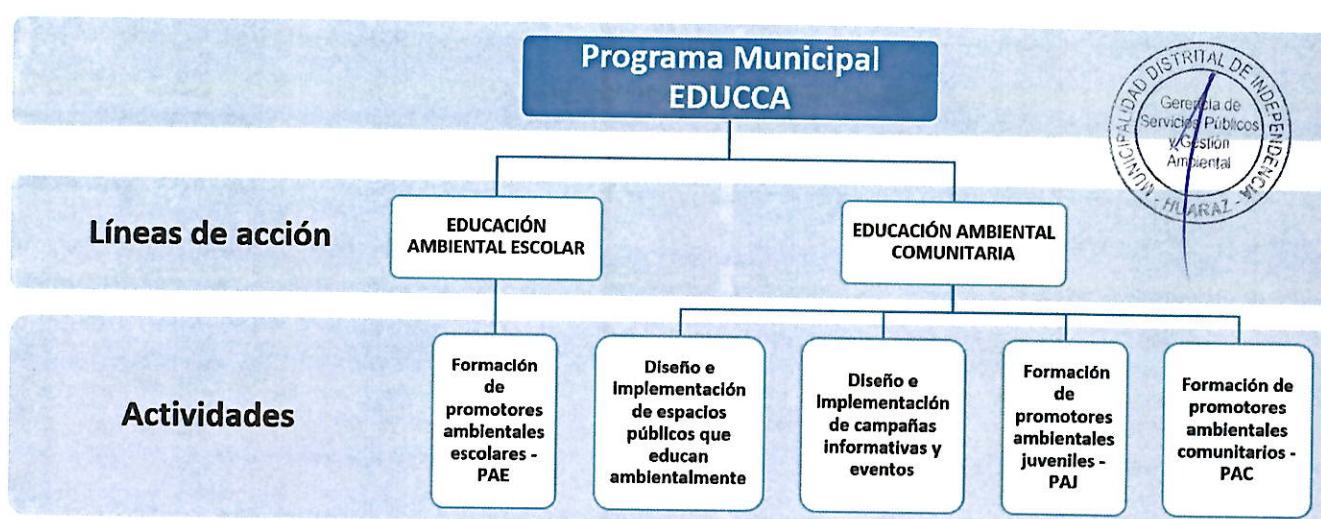 Programa Municipal
EDUCCA
MUNICIPALIDAD DISTRITAL DE INDEPENDENCIA
- HUARAZ -
Gerencia de
Servicios Públicos
y Gestión
Ambiental
Líneas de acción
EDUCACIÓN
AMBIENTAL ESCOLAR
EDUCACIÓN AMBIENTAL
COMUNITARIA
Actividades
Formación
de
promotores
ambientales
escolares -
PAE
Diseño e
Implementación
de espacios
públicos que
educan
ambientalmente
Diseño e
Implementación
de campañas
informativas y
eventos
Formación
de
promotores
ambientales
juveniles -
PAJ
Formación de
promotores
ambientales
comunitarios -
PAC